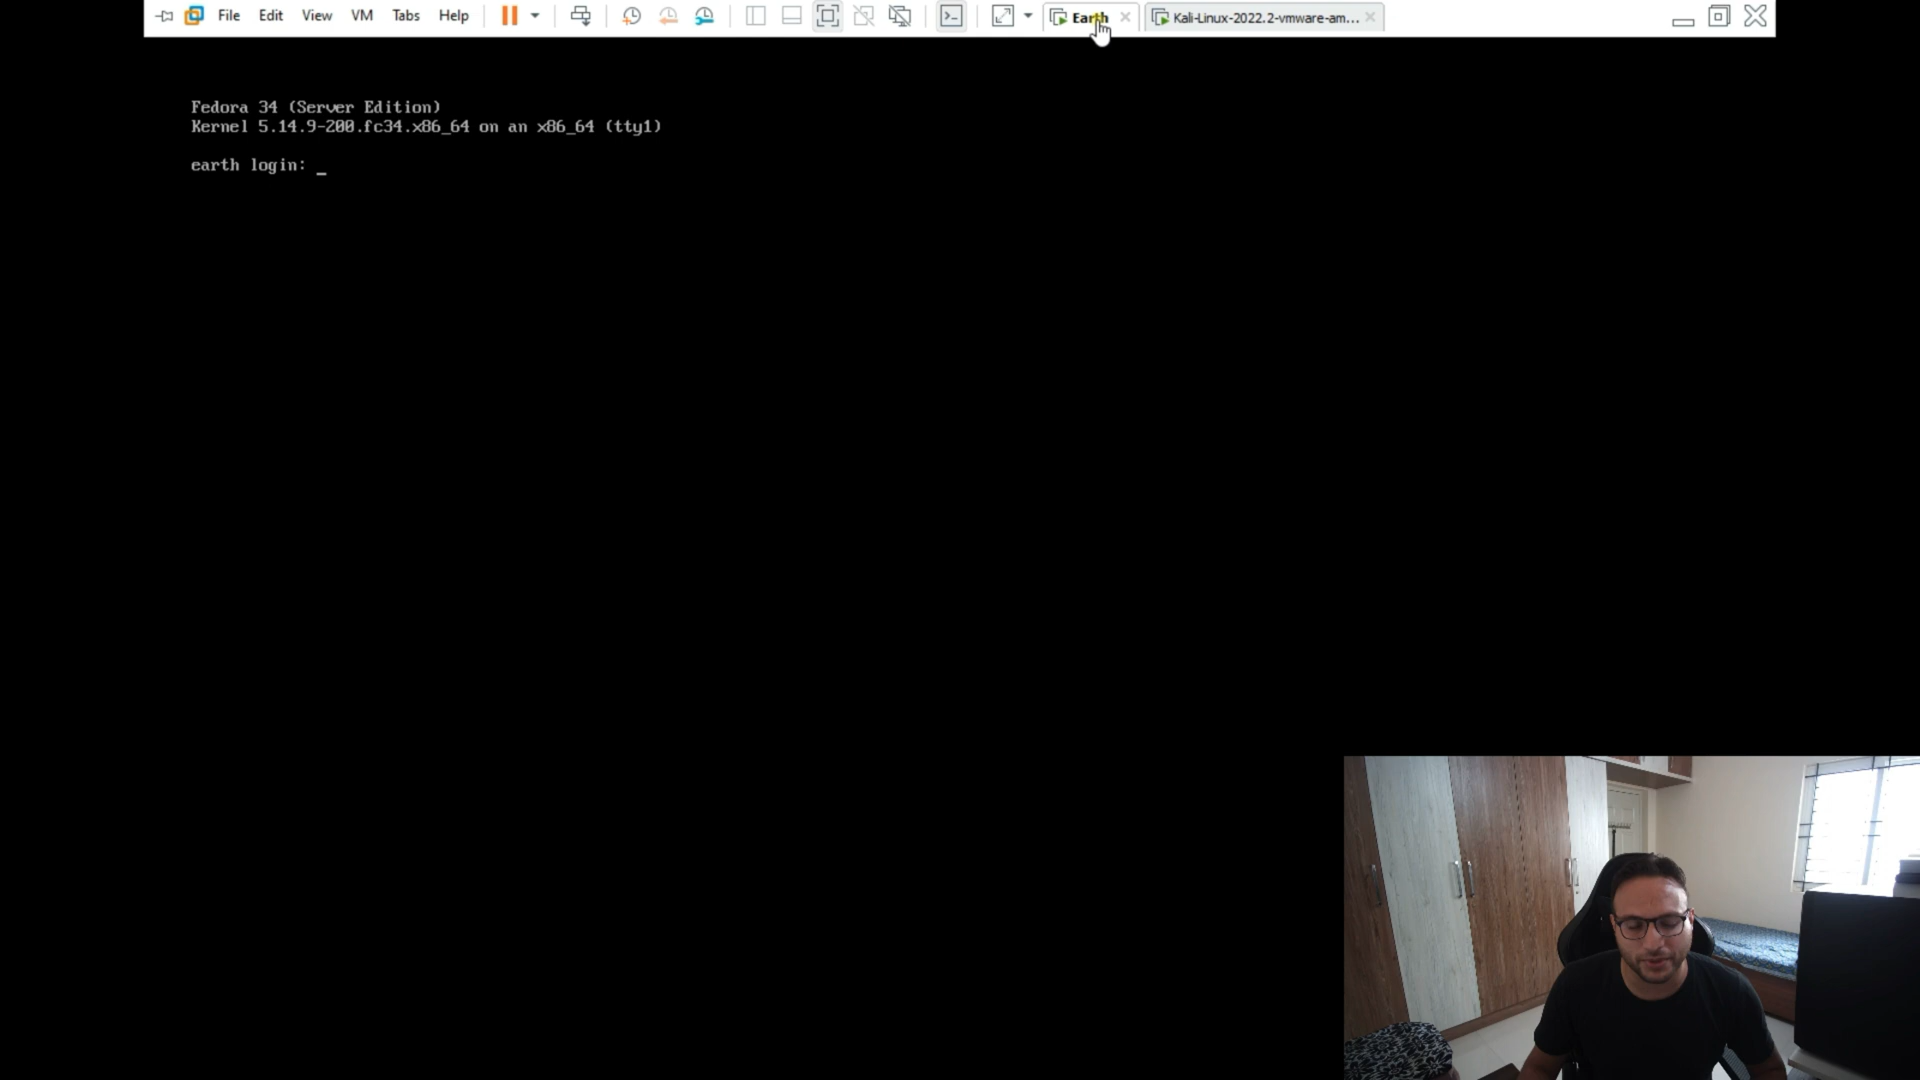 File Edit View VM Tabs Help Earth Kali-Linux-2022.2-vmware-am...
Fedora 34 (Server Edition)
Kernel 5.14.9-200.fc34.x86_64 on an x86_64 (tty1)
earth login: _